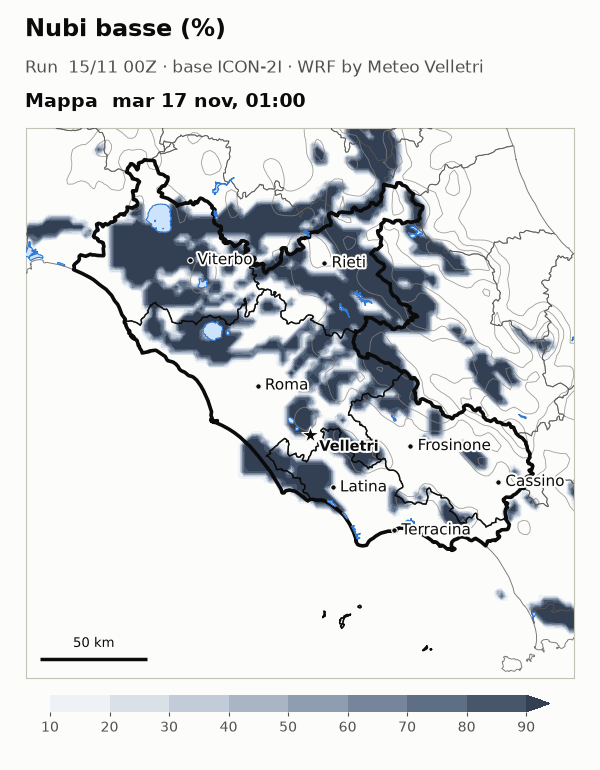 Nubi basse (%)
Run 15/11 00Z · base ICON-2I · WRF by Meteo Velletri
Mappa mar 17 nov, 01:00
Viterbo
Rieti
Roma
Velletri
Frosinone
Latina
Cassino
Terracina
50 km
10 20 30 40 50 60 70 80 90